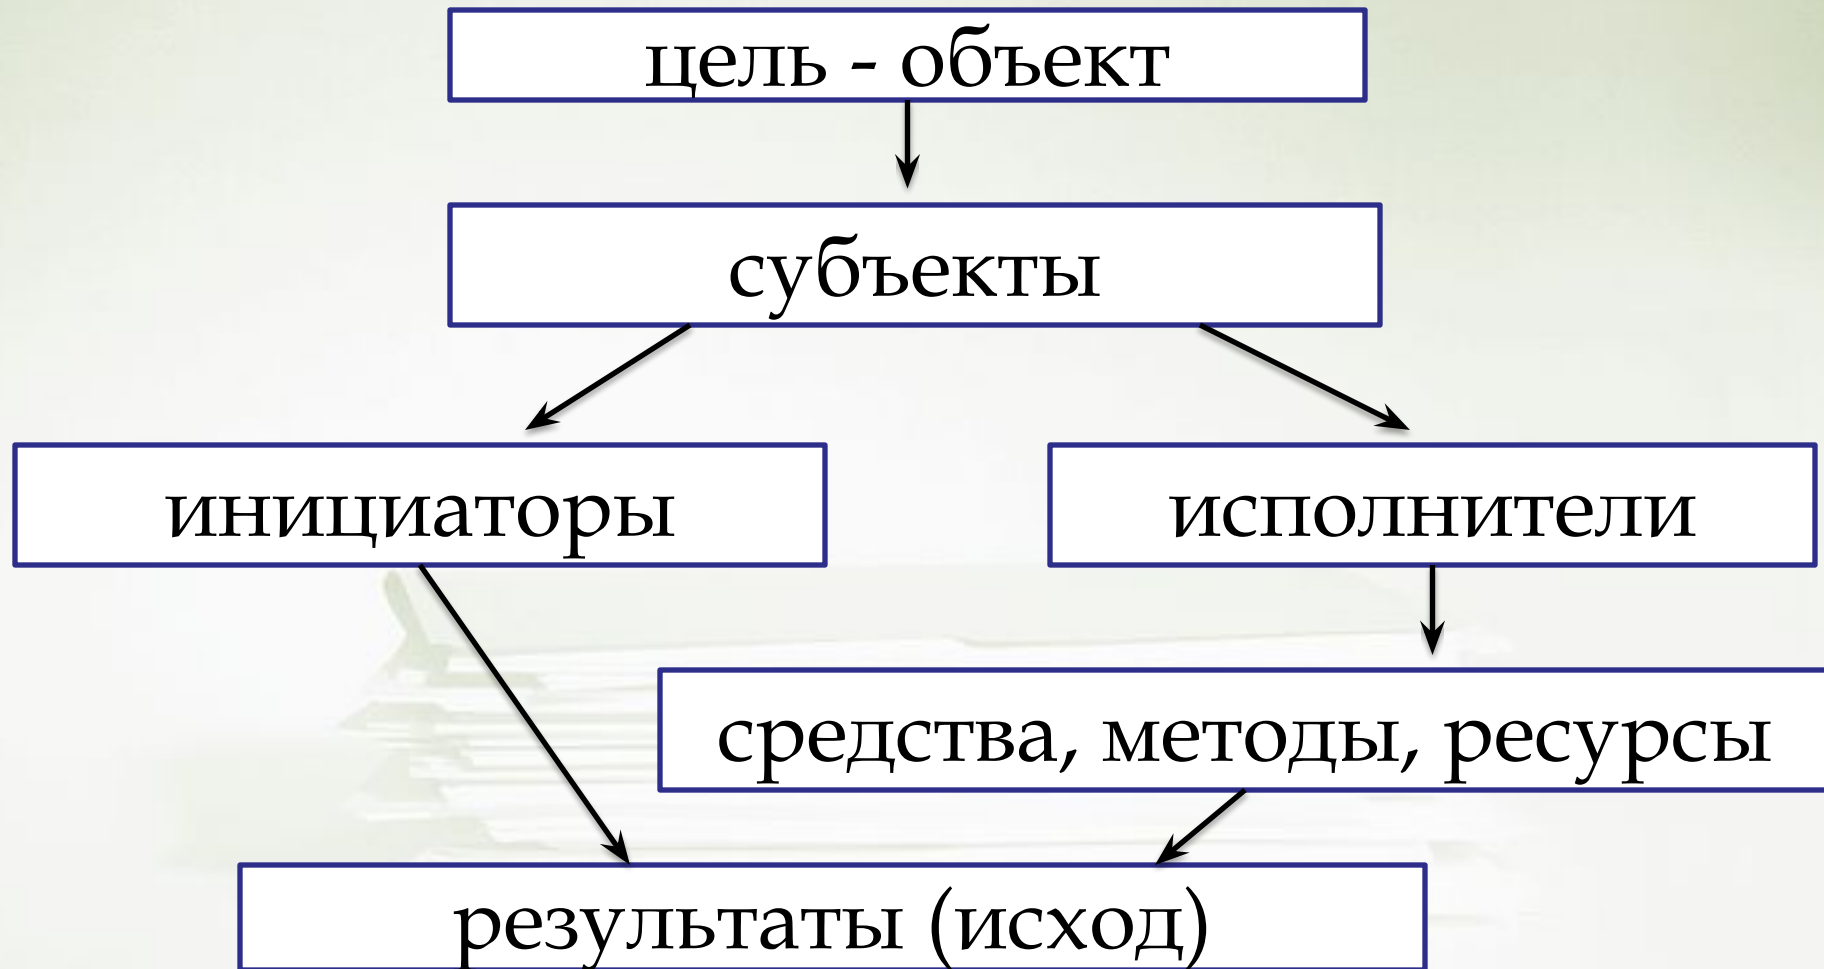 цель - объект
субъекты
инициаторы
исполнители
средства, методы, ресурсы
результаты (исход)